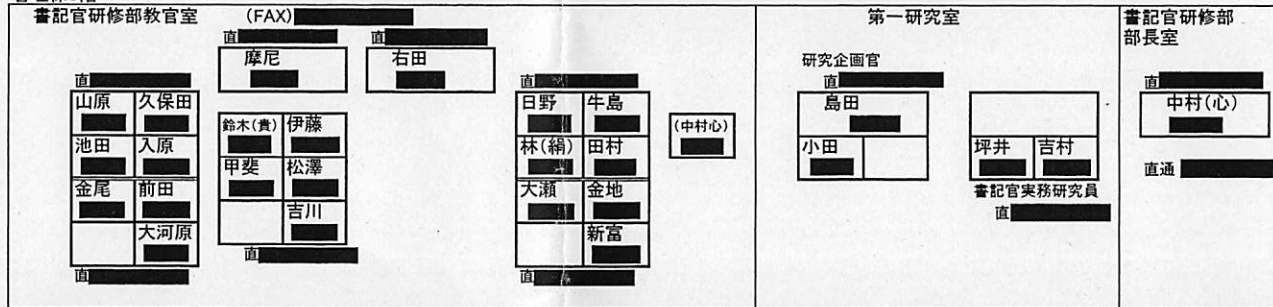 書記官研修部教官室
(FAX)
直
摩尼
直
右田
直
山原 久保田
池田 入原
金尾 前田
大河原
直
鈴木(貴) 伊藤
甲斐 松澤
吉川
直
直
日野 牛島
林(絹) 田村
大瀬 金地
新富
直
(中村心)
第一研究室
研究企画官
直
島田
小田
坪井 吉村
書記官実務研究員
直
書記官研修部
部長室
直
中村(心)
直通